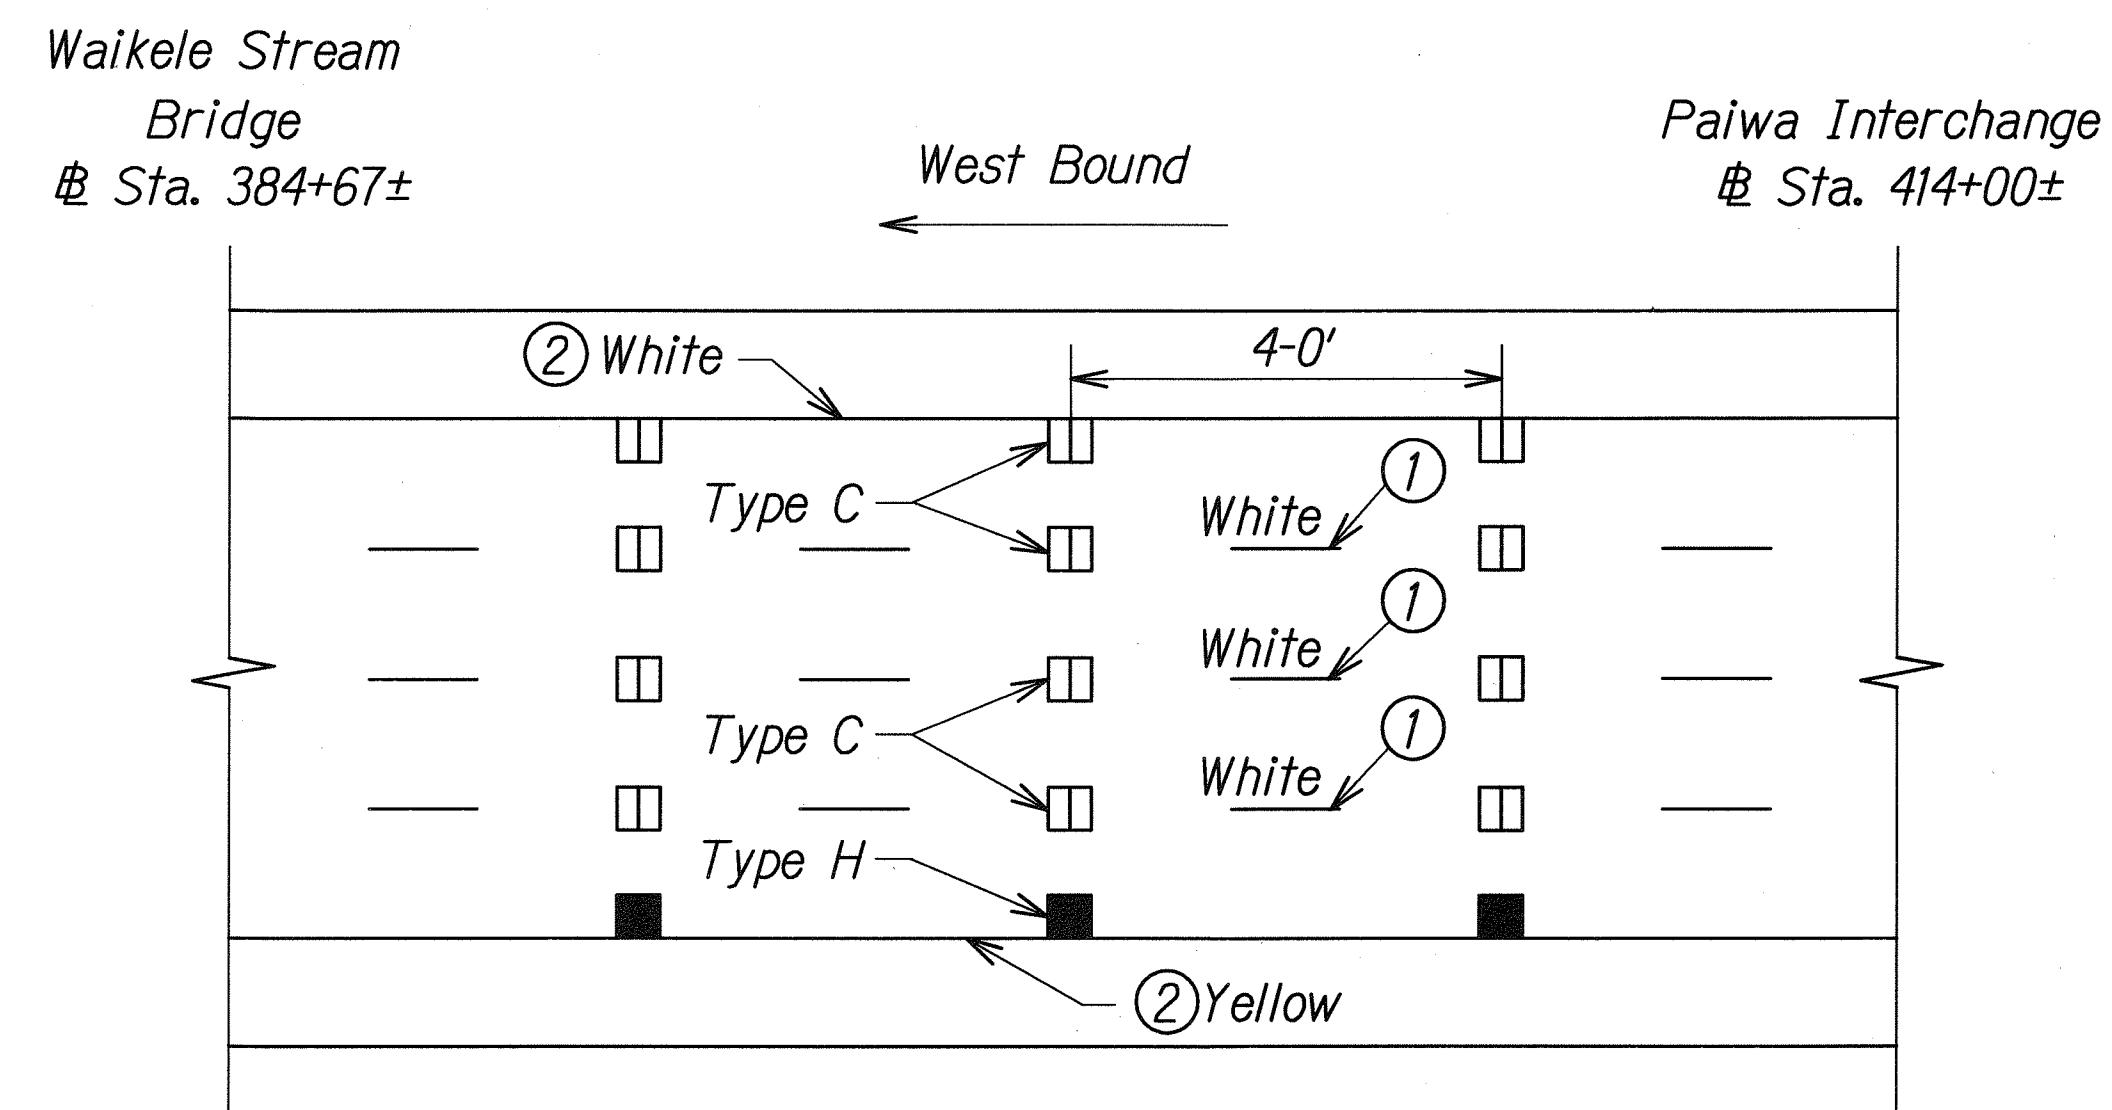 Waikele Stream
Bridge
℄ Sta. 384+67±
West Bound
Paiwa Interchange
℄ Sta. 414+00±
② White
4-0'
Type C
White ①
White ①
Type C
White ①
Type H
② Yellow